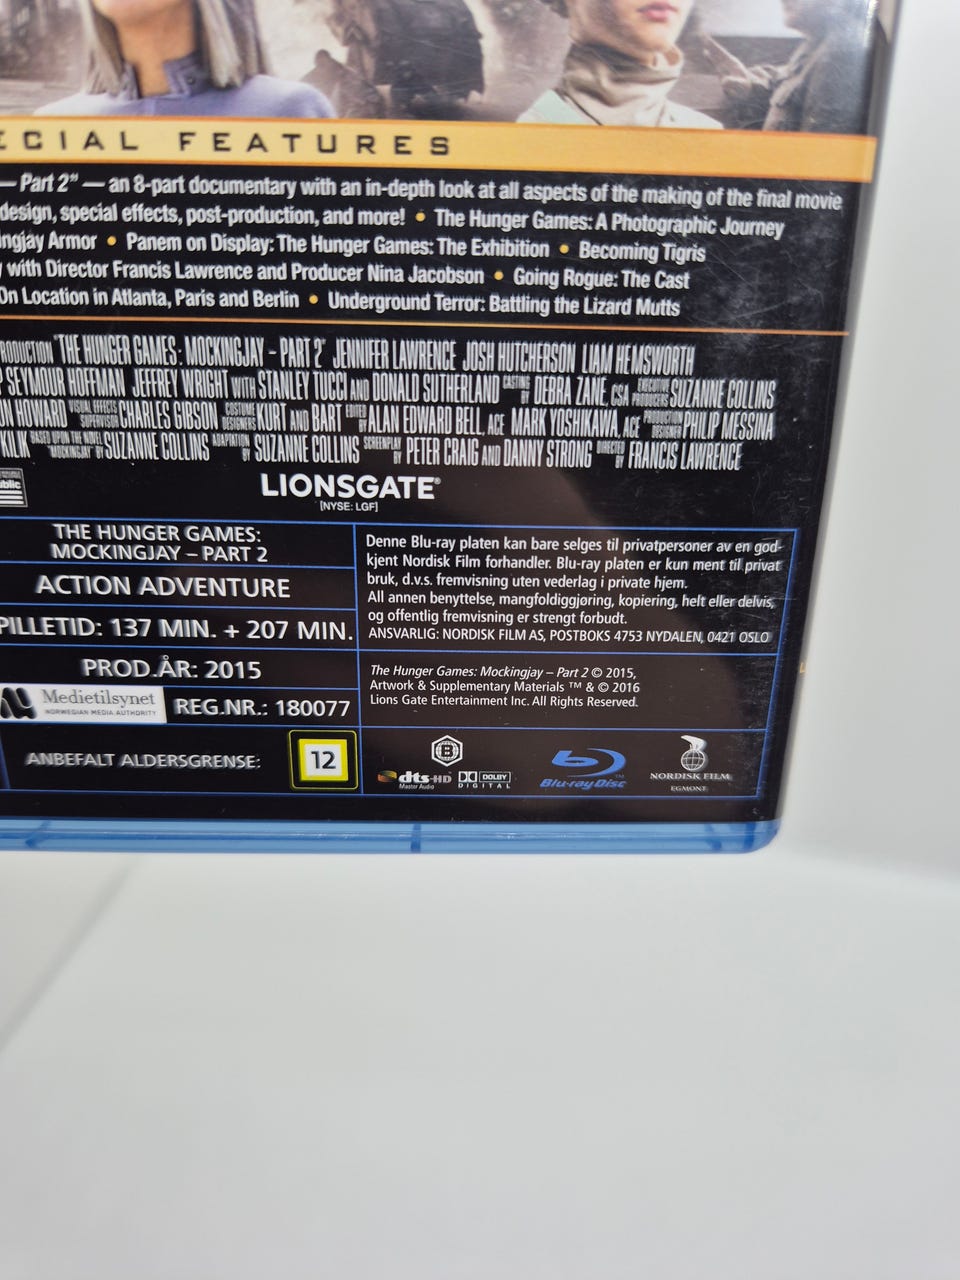 ECIAL FEATURES
— Part 2" — an 8-part documentary with an in-depth look at all aspects of the making of the final movie
design, special effects, post-production, and more! • The Hunger Games: A Photographic Journey
ngjay Armor • Panem on Display: The Hunger Games: The Exhibition • Becoming Tigris
y with Director Francis Lawrence and Producer Nina Jacobson • Going Rogue: The Cast
On Location in Atlanta, Paris and Berlin • Underground Terror: Battling the Lizard Mutts
RODUCTION "THE HUNGER GAMES: MOCKINGJAY – PART 2" JENNIFER LAWRENCE JOSH HUTCHERSON LIAM HEMSWORTH
P SEYMOUR HOFFMAN JEFFREY WRIGHT WITH STANLEY TUCCI AND DONALD SUTHERLAND CASTING BY DEBRA ZANE, CSA EXECUTIVE PRODUCERS SUZANNE COLLINS
N HOWARD VISUAL EFFECTS SUPERVISOR CHARLES GIBSON COSTUME DESIGNERS KURT AND BART EDITED BY ALAN EDWARD BELL, ACE MARK YOSHIKAWA, ACE PRODUCTION DESIGNER PHILIP MESSINA
KLIK BASED UPON THE NOVEL "MOCKINGJAY" BY SUZANNE COLLINS ADAPTATION BY SUZANNE COLLINS SCREENPLAY BY PETER CRAIG AND DANNY STRONG DIRECTED BY FRANCIS LAWRENCE
LIONSGATE®
[NYSE: LGF]
THE HUNGER GAMES:
MOCKINGJAY – PART 2
ACTION ADVENTURE
PILLETID: 137 MIN. + 207 MIN.
PROD.ÅR: 2015
Medietilsynet
NORWEGIAN MEDIA AUTHORITY
REG.NR.: 180077
ANBEFALT ALDERSGRENSE:
12
Denne Blu-ray platen kan bare selges til privatpersoner av en god-
kjent Nordisk Film forhandler. Blu-ray platen er kun ment til privat
bruk, d.v.s. fremvisning uten vederlag i private hjem.
All annen benyttelse, mangfoldiggjøring, kopiering, helt eller delvis,
og offentlig fremvisning er strengt forbudt.
ANSVARLIG: NORDISK FILM AS, POSTBOKS 4753 NYDALEN, 0421 OSLO
The Hunger Games: Mockingjay – Part 2 © 2015,
Artwork & Supplementary Materials ™ & © 2016
Lions Gate Entertainment Inc. All Rights Reserved.
B
dts-HD
Master Audio
DOLBY
DIGITAL
Blu-ray Disc™
NORDISK FILM
EGMONT